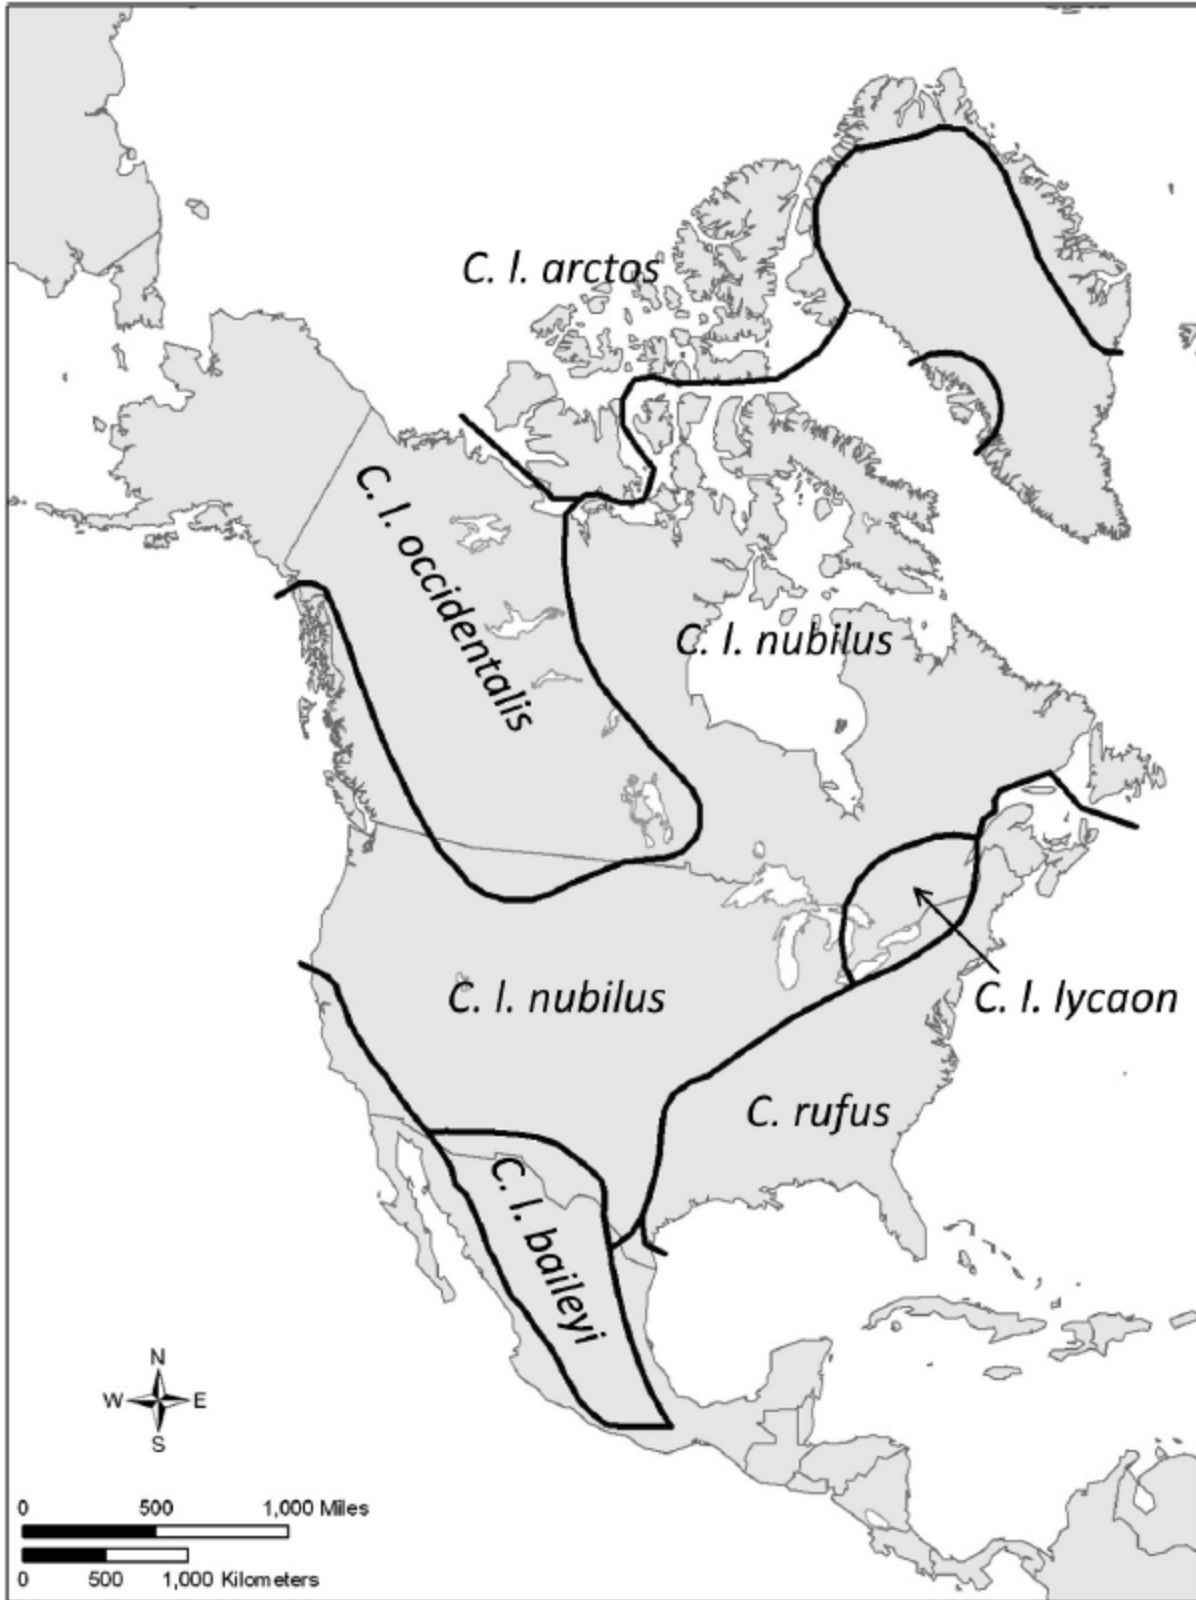 C. l. arctos
C. l. occidentalis
C. l. nubilus
C. l. nubilus
C. l. lycaon
C. rufus
C. l. baileyi
N
W E
S
0 500 1,000 Miles
0 500 1,000 Kilometers